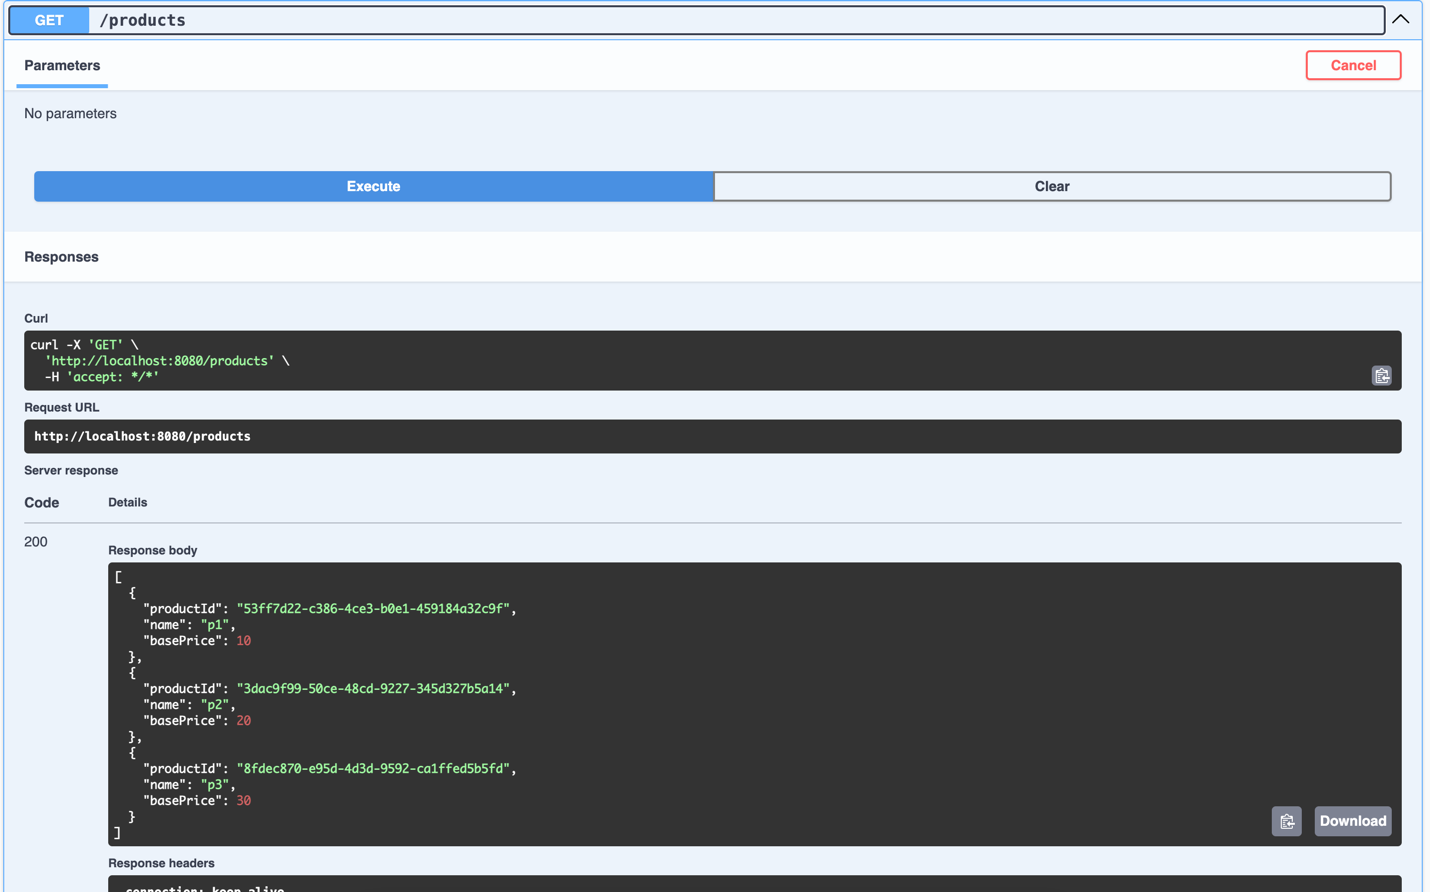 GET /products
Parameters
Cancel
No parameters
Execute
Clear
Responses
Curl
curl -X 'GET' \
  'http://localhost:8080/products' \
  -H 'accept: */*'
Request URL
http://localhost:8080/products
Server response
Code Details
200
Response body
[
  {
    "productId": "53ff7d22-c386-4ce3-b0e1-459184a32c9f",
    "name": "p1",
    "basePrice": 10
  },
  {
    "productId": "3dac9f99-50ce-48cd-9227-345d327b5a14",
    "name": "p2",
    "basePrice": 20
  },
  {
    "productId": "8fdec870-e95d-4d3d-9592-ca1ffed5b5fd",
    "name": "p3",
    "basePrice": 30
  }
]
Download
Response headers
connection: keep-alive